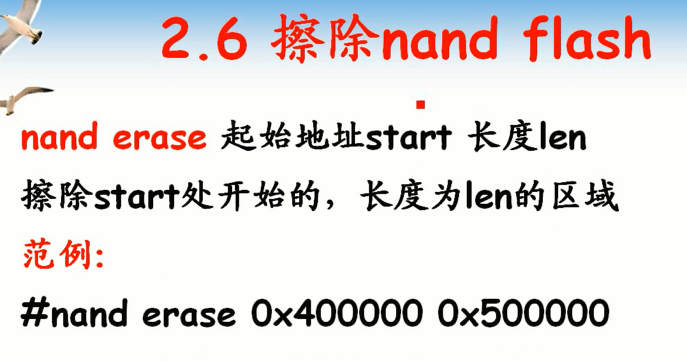 2.6 擦除nand flash
nand erase 起始地址start 长度len
擦除start处开始的，长度为len的区域
范例:
#nand erase 0x400000 0x500000